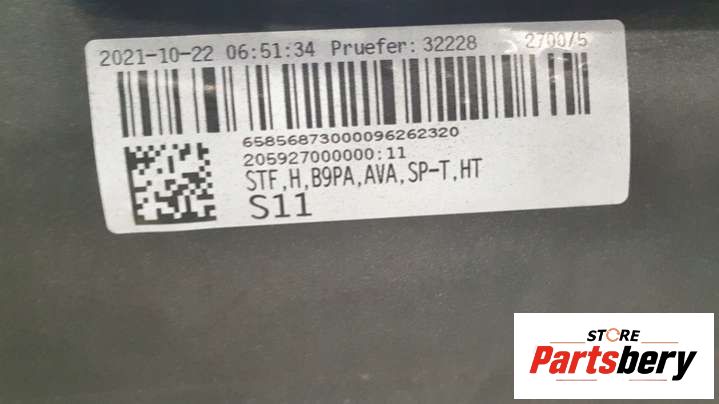 2021-10-22 06:51:34 Pruefer:32228 270075
65856873000096262320
205927000000:11
STF,H,B9PA,AVA,SP-T,HT
S11
STORE
Partsbery